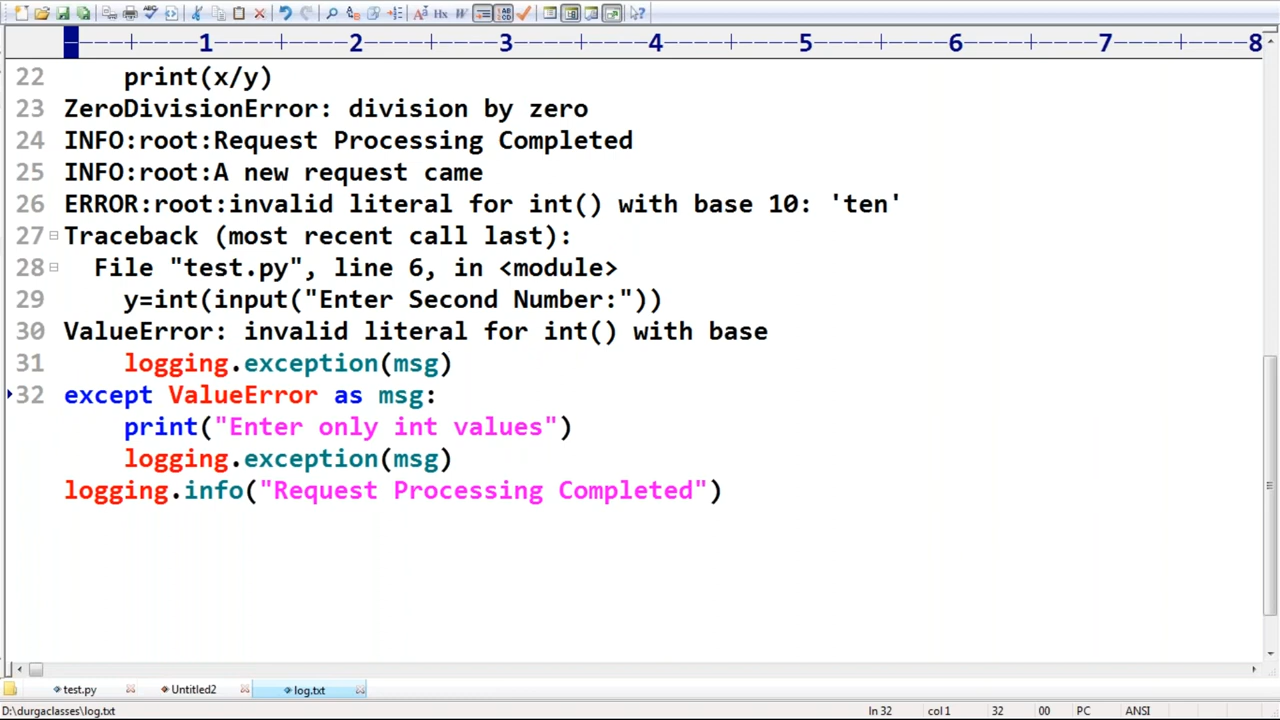 1 2 3 4 5 6 7 8
22 print(x/y)
23 ZeroDivisionError: division by zero
24 INFO:root:Request Processing Completed
25 INFO:root:A new request came
26 ERROR:root:invalid literal for int() with base 10: 'ten'
27 Traceback (most recent call last):
28 File "test.py", line 6, in <module>
29 y=int(input("Enter Second Number:"))
30 ValueError: invalid literal for int() with base
31 logging.exception(msg)
32 except ValueError as msg:
print("Enter only int values")
logging.exception(msg)
logging.info("Request Processing Completed")
test.py Untitled2 log.txt
D:\durgaclasses\log.txt ln 32 col 1 32 00 PC ANSI